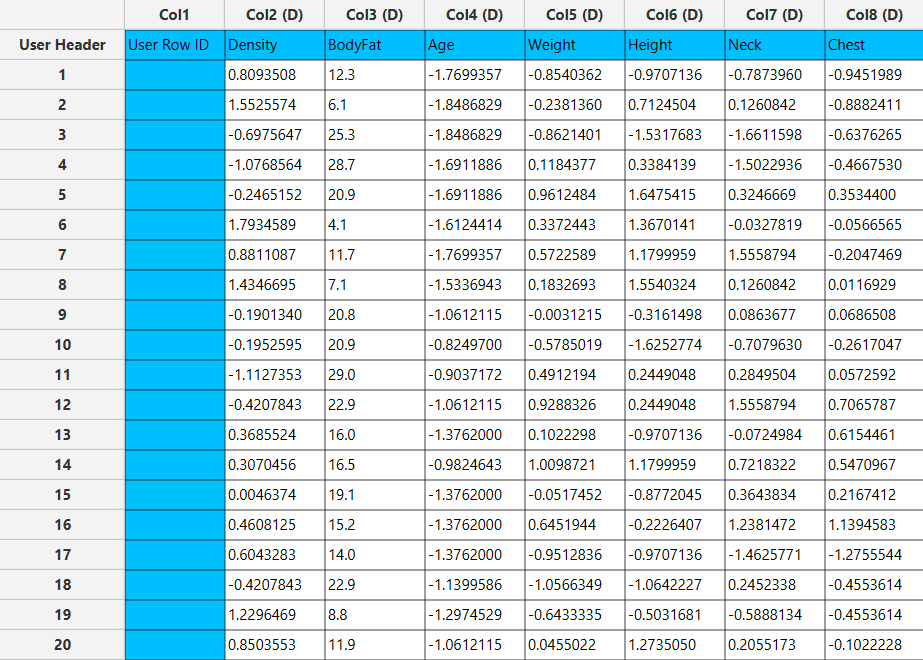 Col1 Col2 (D) Col3 (D) Col4 (D) Col5 (D) Col6 (D) Col7 (D) Col8 (D)
User Header User Row ID Density BodyFat Age Weight Height Neck Chest
1 0.8093508 12.3 -1.7699357 -0.8540362 -0.9707136 -0.7873960 -0.9451989
2 1.5525574 6.1 -1.8486829 -0.2381360 0.7124504 0.1260842 -0.8882411
3 -0.6975647 25.3 -1.8486829 -0.8621401 -1.5317683 -1.6611598 -0.6376265
4 -1.0768564 28.7 -1.6911886 0.1184377 0.3384139 -1.5022936 -0.4667530
5 -0.2465152 20.9 -1.6911886 0.9612484 1.6475415 0.3246669 0.3534400
6 1.7934589 4.1 -1.6124414 0.3372443 1.3670141 -0.0327819 -0.0566565
7 0.8811087 11.7 -1.7699357 0.5722589 1.1799959 1.5558794 -0.2047469
8 1.4346695 7.1 -1.5336943 0.1832693 1.5540324 0.1260842 0.0116929
9 -0.1901340 20.8 -1.0612115 -0.0031215 -0.3161498 0.0863677 0.0686508
10 -0.1952595 20.9 -0.8249700 -0.5785019 -1.6252774 -0.7079630 -0.2617047
11 -1.1127353 29.0 -0.9037172 0.4912194 0.2449048 0.2849504 0.0572592
12 -0.4207843 22.9 -1.0612115 0.9288326 0.2449048 1.5558794 0.7065787
13 0.3685524 16.0 -1.3762000 0.1022298 -0.9707136 -0.0724984 0.6154461
14 0.3070456 16.5 -0.9824643 1.0098721 1.1799959 0.7218322 0.5470967
15 0.0046374 19.1 -1.3762000 -0.0517452 -0.8772045 0.3643834 0.2167412
16 0.4608125 15.2 -1.3762000 0.6451944 -0.2226407 1.2381472 1.1394583
17 0.6043283 14.0 -1.3762000 -0.9512836 -0.9707136 -1.4625771 -1.2755544
18 -0.4207843 22.9 -1.1399586 -1.0566349 -1.0642227 0.2452338 -0.4553614
19 1.2296469 8.8 -1.2974529 -0.6433335 -0.5031681 -0.5888134 -0.4553614
20 0.8503553 11.9 -1.0612115 0.0455022 1.2735050 0.2055173 -0.1022228